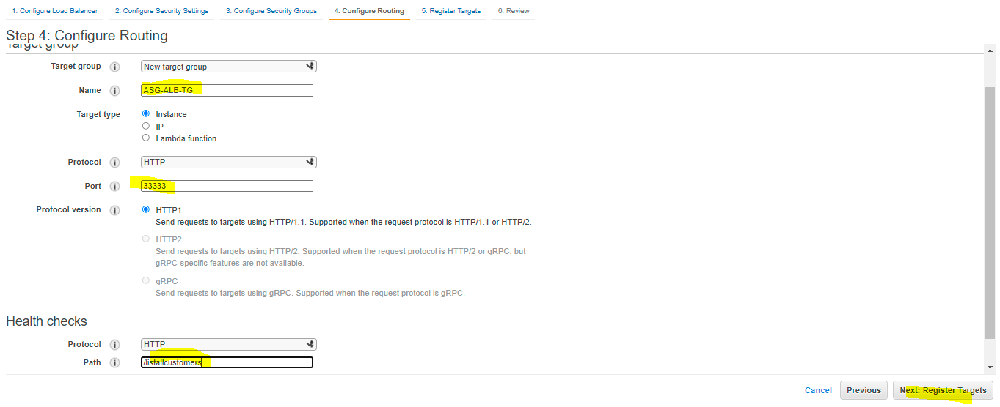 1. Configure Load Balancer 2. Configure Security Settings 3. Configure Security Groups 4. Configure Routing 5. Register Targets 6. Review
Step 4: Configure Routing
Target group
Target group i New target group
Name i ASG-ALB-TG
Target type Instance
IP
Lambda function
Protocol i HTTP
Port i 33333
Protocol version i HTTP1
Send requests to targets using HTTP/1.1. Supported when the request protocol is HTTP/1.1 or HTTP/2.
HTTP2
Send requests to targets using HTTP/2. Supported when the request protocol is HTTP/2 or gRPC, but
gRPC-specific features are not available.
gRPC
Send requests to targets using gRPC. Supported when the request protocol is gRPC.
Health checks
Protocol i HTTP
Path i /listallcustomers
Cancel Previous Next: Register Targets